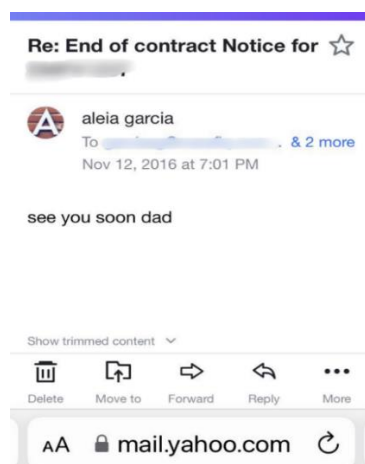 Re: End of contract Notice for
A aleia garcia
To & 2 more
Nov 12, 2016 at 7:01 PM
see you soon dad
Show trimmed content
Delete Move to Forward Reply More
AA mail.yahoo.com